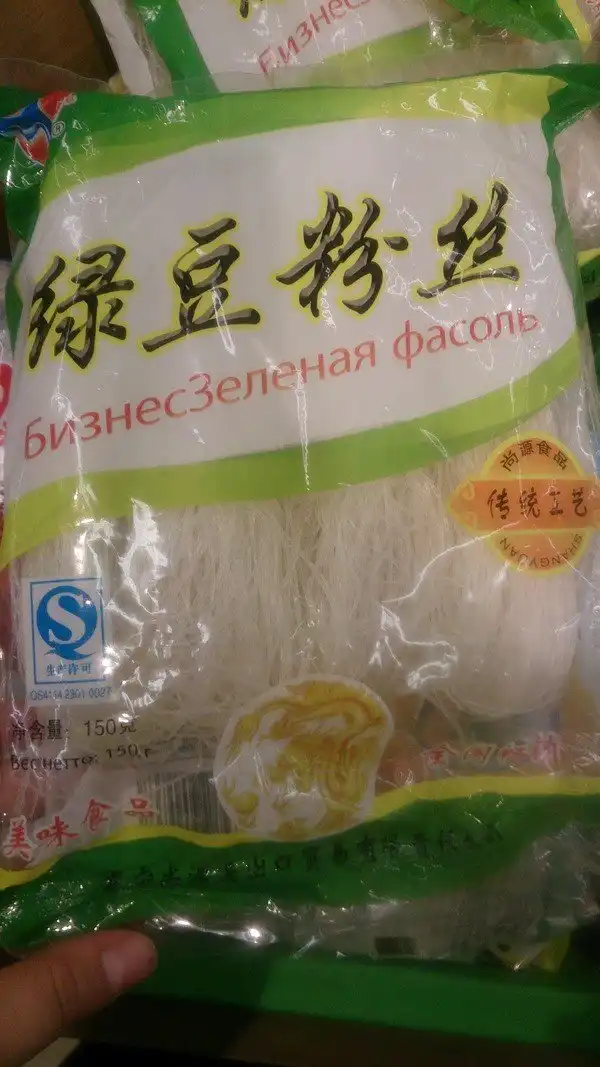 Бизнес
绿豆粉丝
БизнесЗеленая фасоль
尚源食品
传统工艺
SHANGYUAN
生产许可
净含量: 150克
Вес нетто: 150 г
美味食品